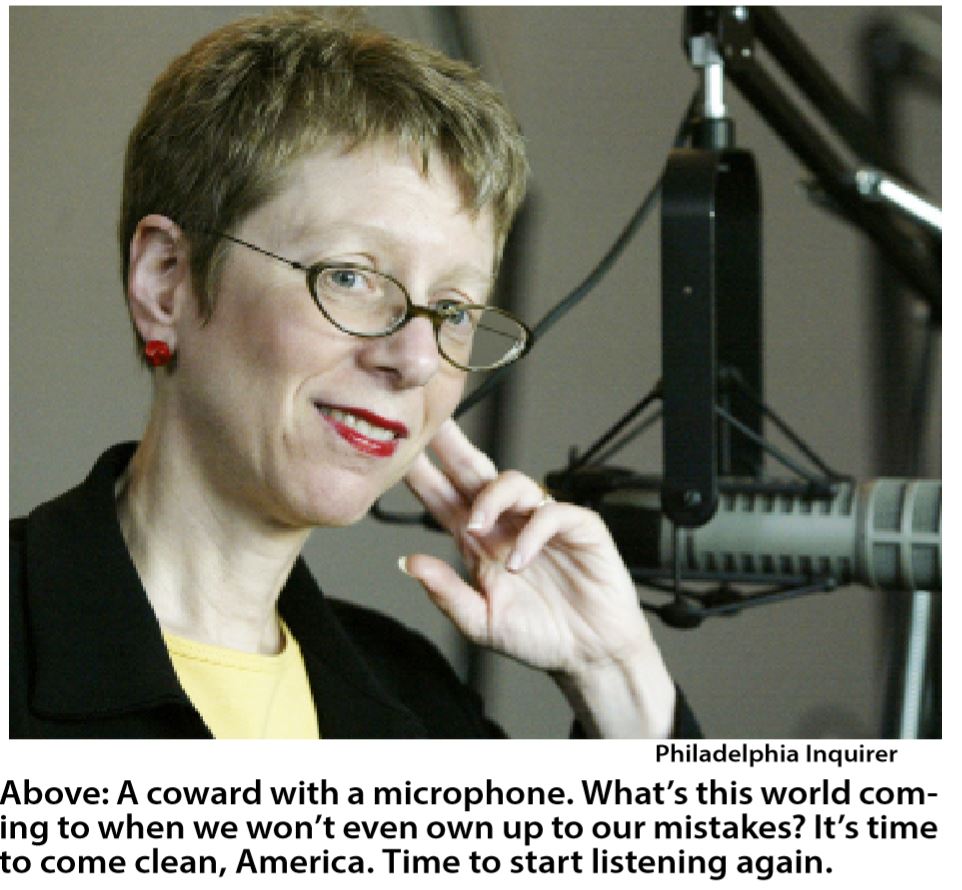 Philadelphia Inquirer
Above: A coward with a microphone. What's this world com-
ing to when we won't even own up to our mistakes? It's time
to come clean, America. Time to start listening again.